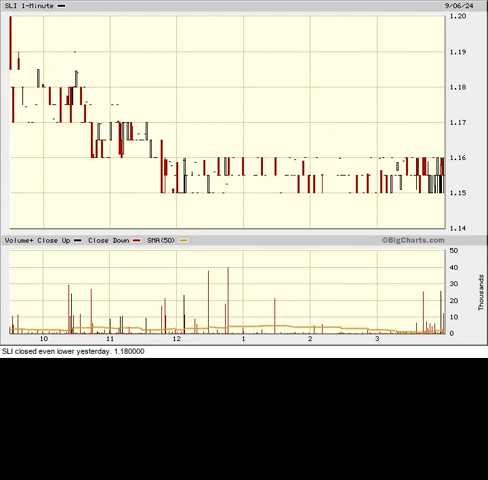 SLI 1-Minute 9/06/24
1.20
1.19
1.18
1.17
1.16
1.15
1.14
Volume+ Close Up Close Down SMA(50) ©BigCharts.com
50
40
30
20
10
0
Thousands
10 11 12 1 2 3
SLI closed even lower yesterday. 1.180000